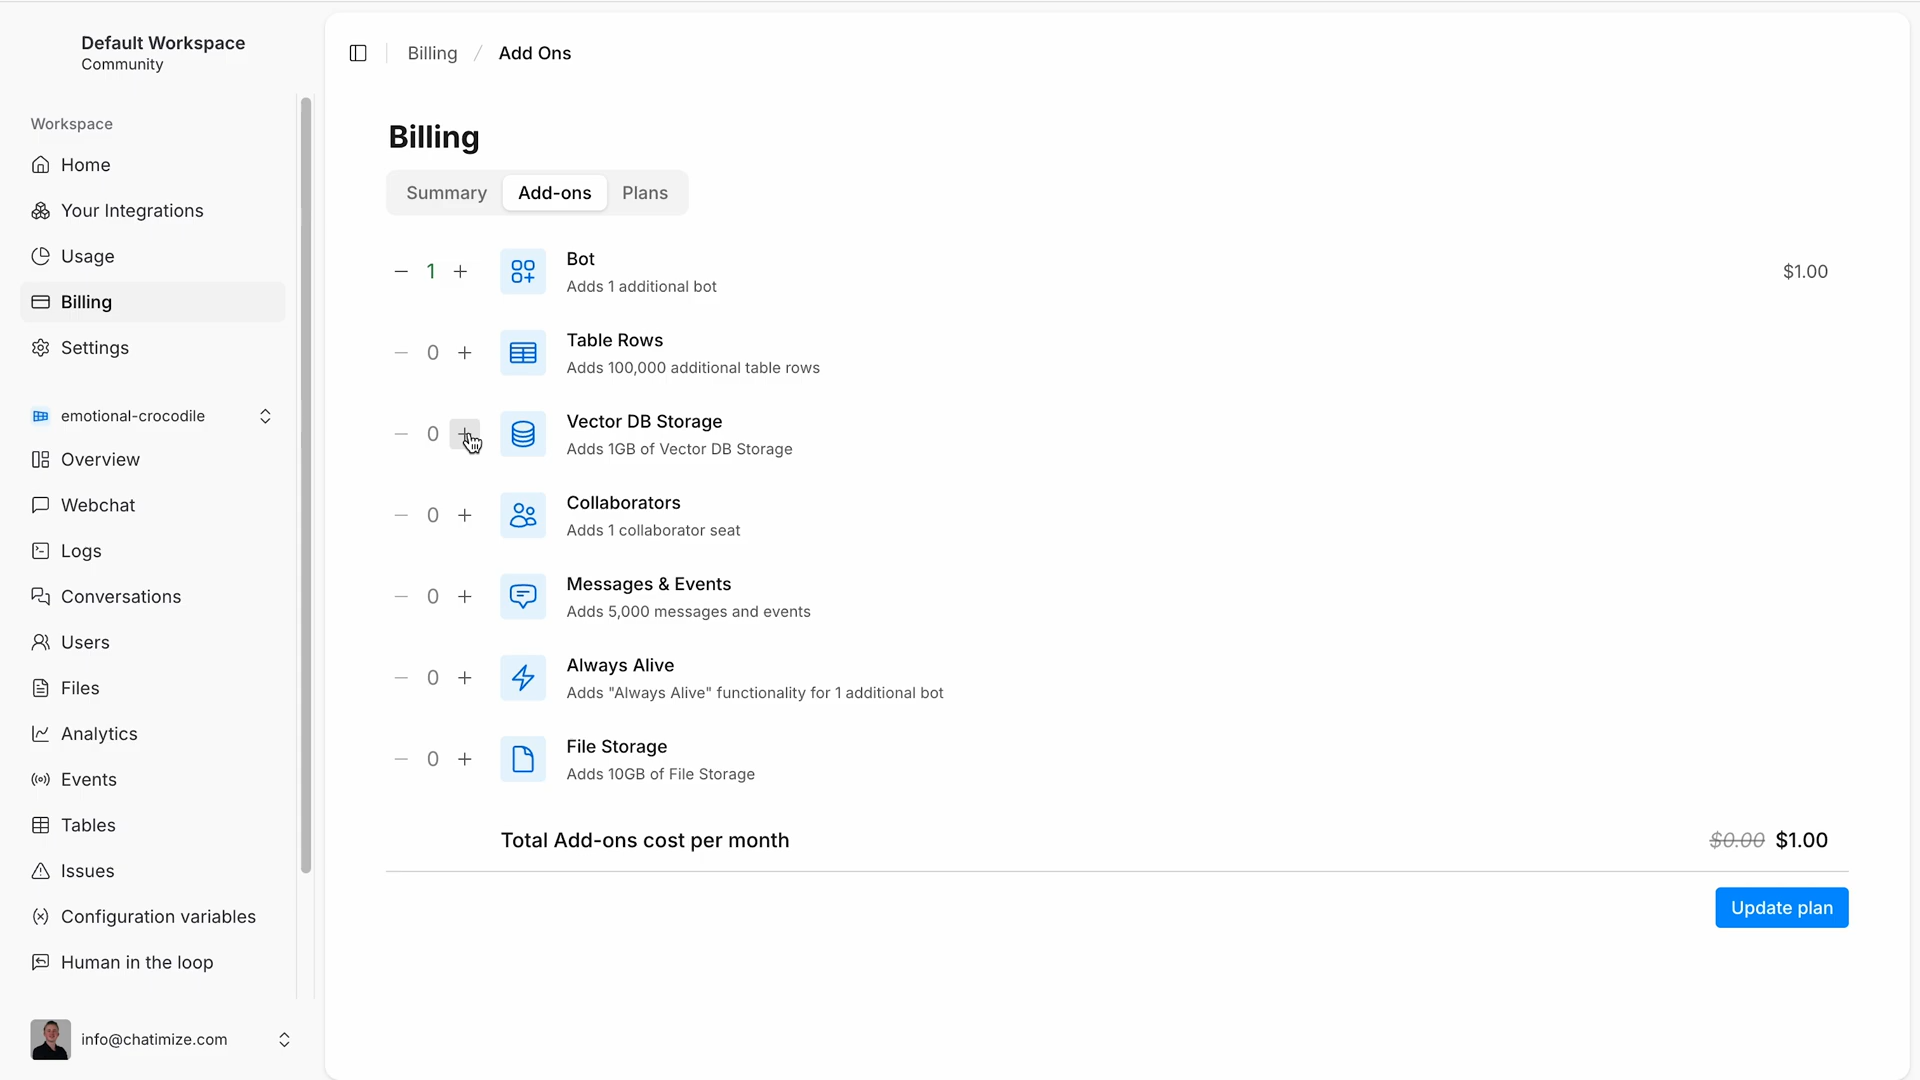 Default Workspace
Community
Workspace
Home
Your Integrations
Usage
Billing
Settings
emotional-crocodile
Overview
Webchat
Logs
Conversations
Users
Files
Analytics
Events
Tables
Issues
Configuration variables
Human in the loop
info@chatimize.com
Billing / Add Ons
Billing
Summary Add-ons Plans
1 Bot $1.00
Adds 1 additional bot
0 Table Rows
Adds 100,000 additional table rows
0 Vector DB Storage
Adds 1GB of Vector DB Storage
0 Collaborators
Adds 1 collaborator seat
0 Messages & Events
Adds 5,000 messages and events
0 Always Alive
Adds "Always Alive" functionality for 1 additional bot
0 File Storage
Adds 10GB of File Storage
Total Add-ons cost per month $0.00 $1.00
Update plan